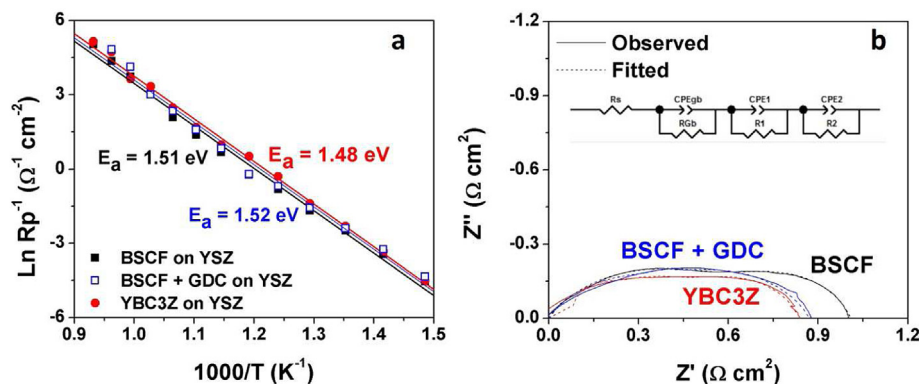 a
Ln Rp⁻¹ (Ω⁻¹ cm⁻²)
6
3
0
-3
-6
Eₐ = 1.51 eV
Eₐ = 1.48 eV
Eₐ = 1.52 eV
BSCF on YSZ
BSCF + GDC on YSZ
YBC3Z on YSZ
0.9 1.0 1.1 1.2 1.3 1.4 1.5
1000/T (K⁻¹)
b
Z'' (Ω cm²)
-1.2
-0.9
-0.6
-0.3
0.0
Observed
Fitted
Rs CPEgb CPE1 CPE2
RGb R1 R2
BSCF + GDC
BSCF
YBC3Z
0.0 0.3 0.6 0.9 1.2
Z' (Ω cm²)